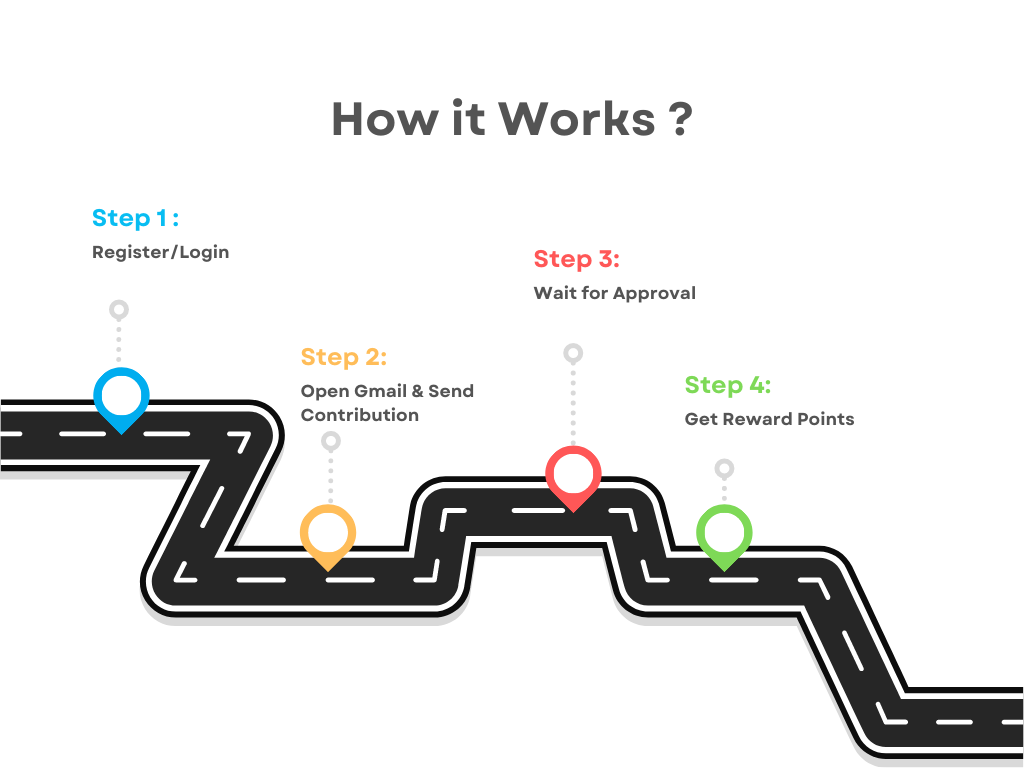 How it Works ?
Step 1 :
Register/Login
Step 2:
Open Gmail & Send
Contribution
Step 3:
Wait for Approval
Step 4:
Get Reward Points